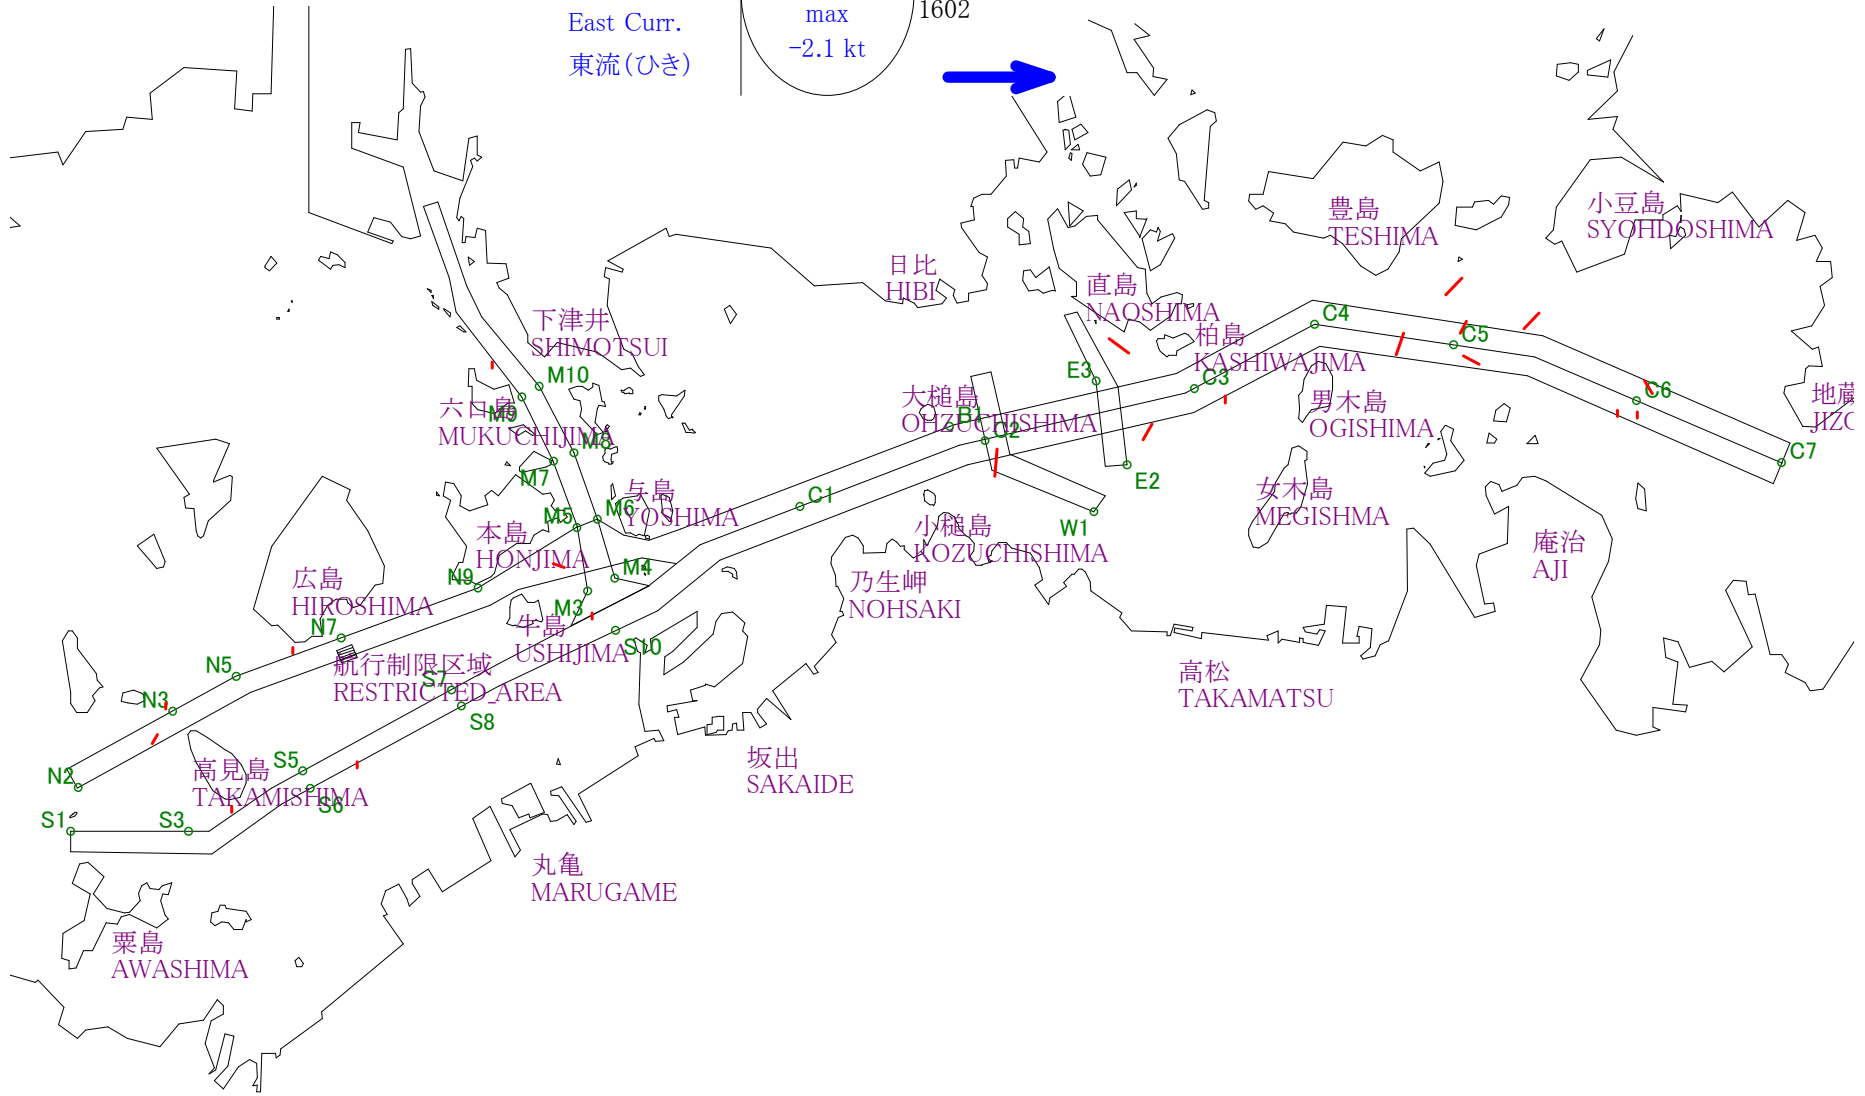 East Curr.
東流(ひき)
max
-2.1 kt
1602
豊島
TESHIMA
小豆島
SYOHDOSHIMA
日比
HIBI
直島
NAOSHIMA
下津井
SHIMOTSUI
柏島
KASHIWAJIMA
C4
C5
C6
C7
C3
E3
E2
M10
M9
M8
M7
M6
M5
M4
M3
六口島
MUKUCHIJIMA
大槌島
OHZUCHISHIMA
B1
C2
男木島
OGISHIMA
地蔵
JIZO
与島
YOSHIMA
C1
W1
女木島
MEGISHMA
本島
HONJIMA
小槌島
KOZUCHISHIMA
庵治
AJI
広島
HIROSHIMA
N9
N7
N5
N3
N2
乃生岬
NOHSAKI
牛島
USHIJIMA
S10
航行制限区域
RESTRICTED_AREA
S7
S8
高松
TAKAMATSU
高見島
TAKAMISHIMA
S5
S6
S1
S3
坂出
SAKAIDE
丸亀
MARUGAME
粟島
AWASHIMA